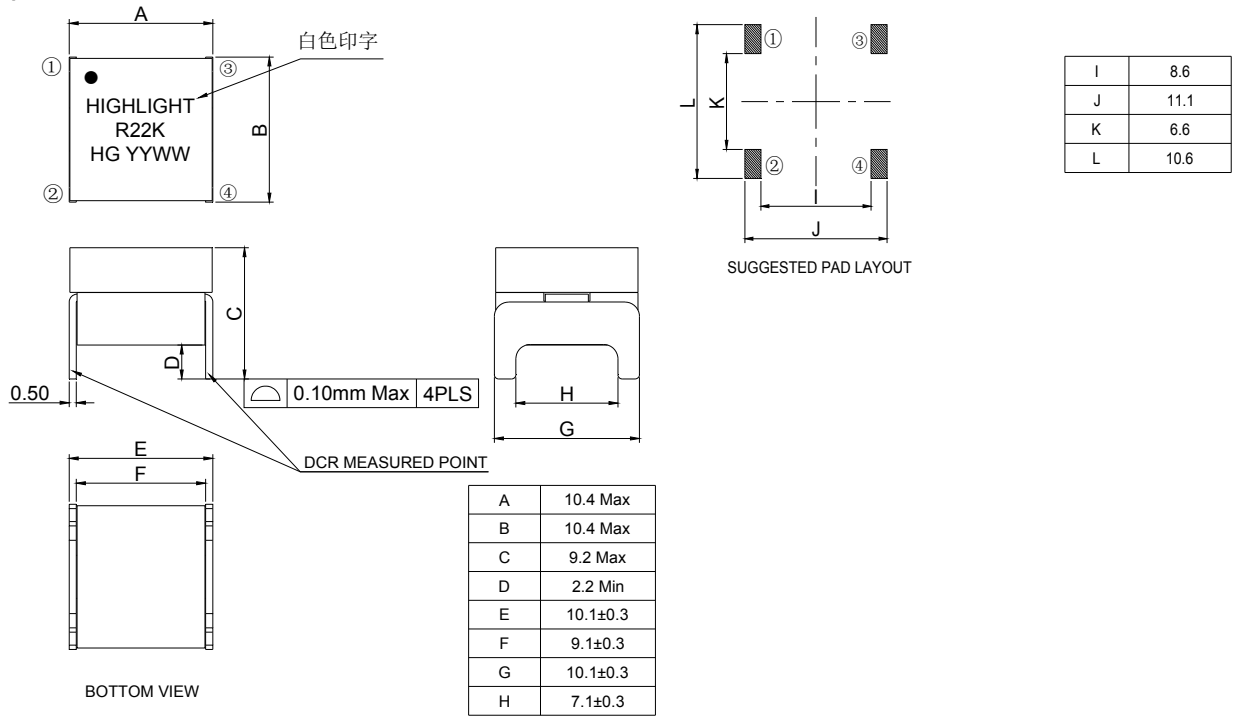 A
白色印字
① ③
HIGHLIGHT
R22K
HG YYWW
B
② ④
① ③
L K
② ④
I
J
SUGGESTED PAD LAYOUT
I 8.6
J 11.1
K 6.6
L 10.6
C
D
0.50
0.10mm Max 4PLS
H
G
DCR MEASURED POINT
E
F
BOTTOM VIEW
A 10.4 Max
B 10.4 Max
C 9.2 Max
D 2.2 Min
E 10.1±0.3
F 9.1±0.3
G 10.1±0.3
H 7.1±0.3